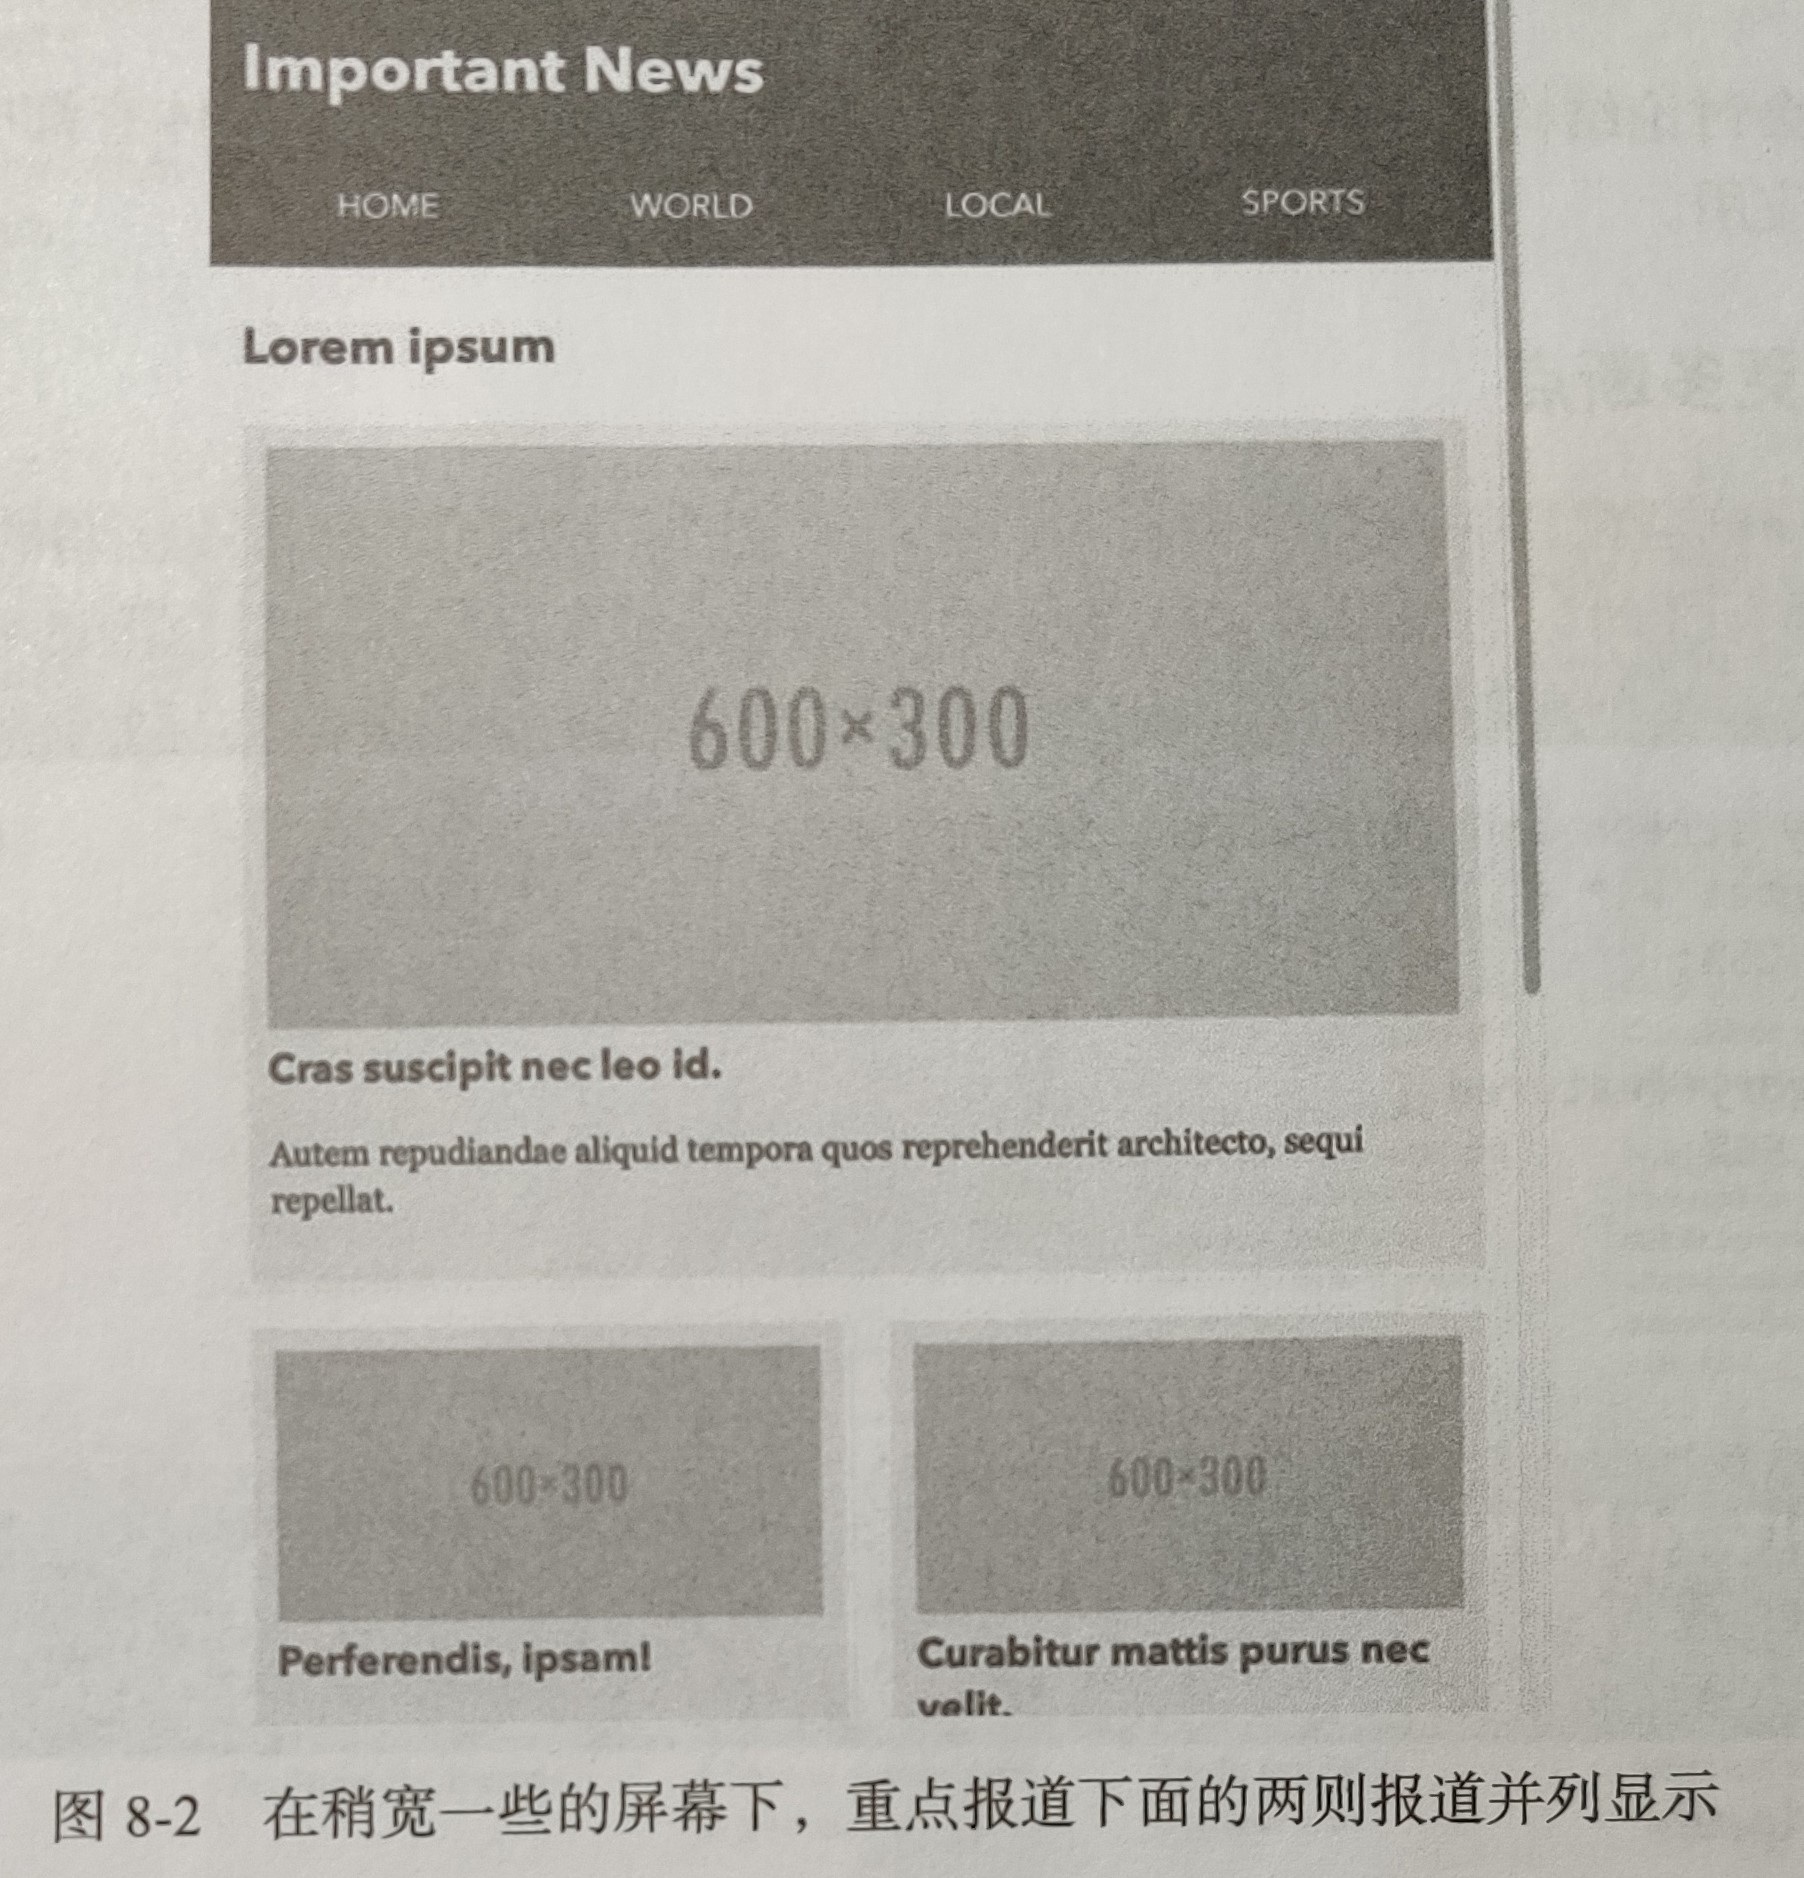 Important News
HOME WORLD LOCAL SPORTS
Lorem ipsum
600×300
Cras suscipit nec leo id.
Autem repudiandae aliquid tempora quos reprehenderit architecto, sequi
repellat.
600×300 600×300
Perferendis, ipsam!
Curabitur mattis purus nec
velit.
图 8-2 在稍宽一些的屏幕下，重点报道下面的两则报道并列显示